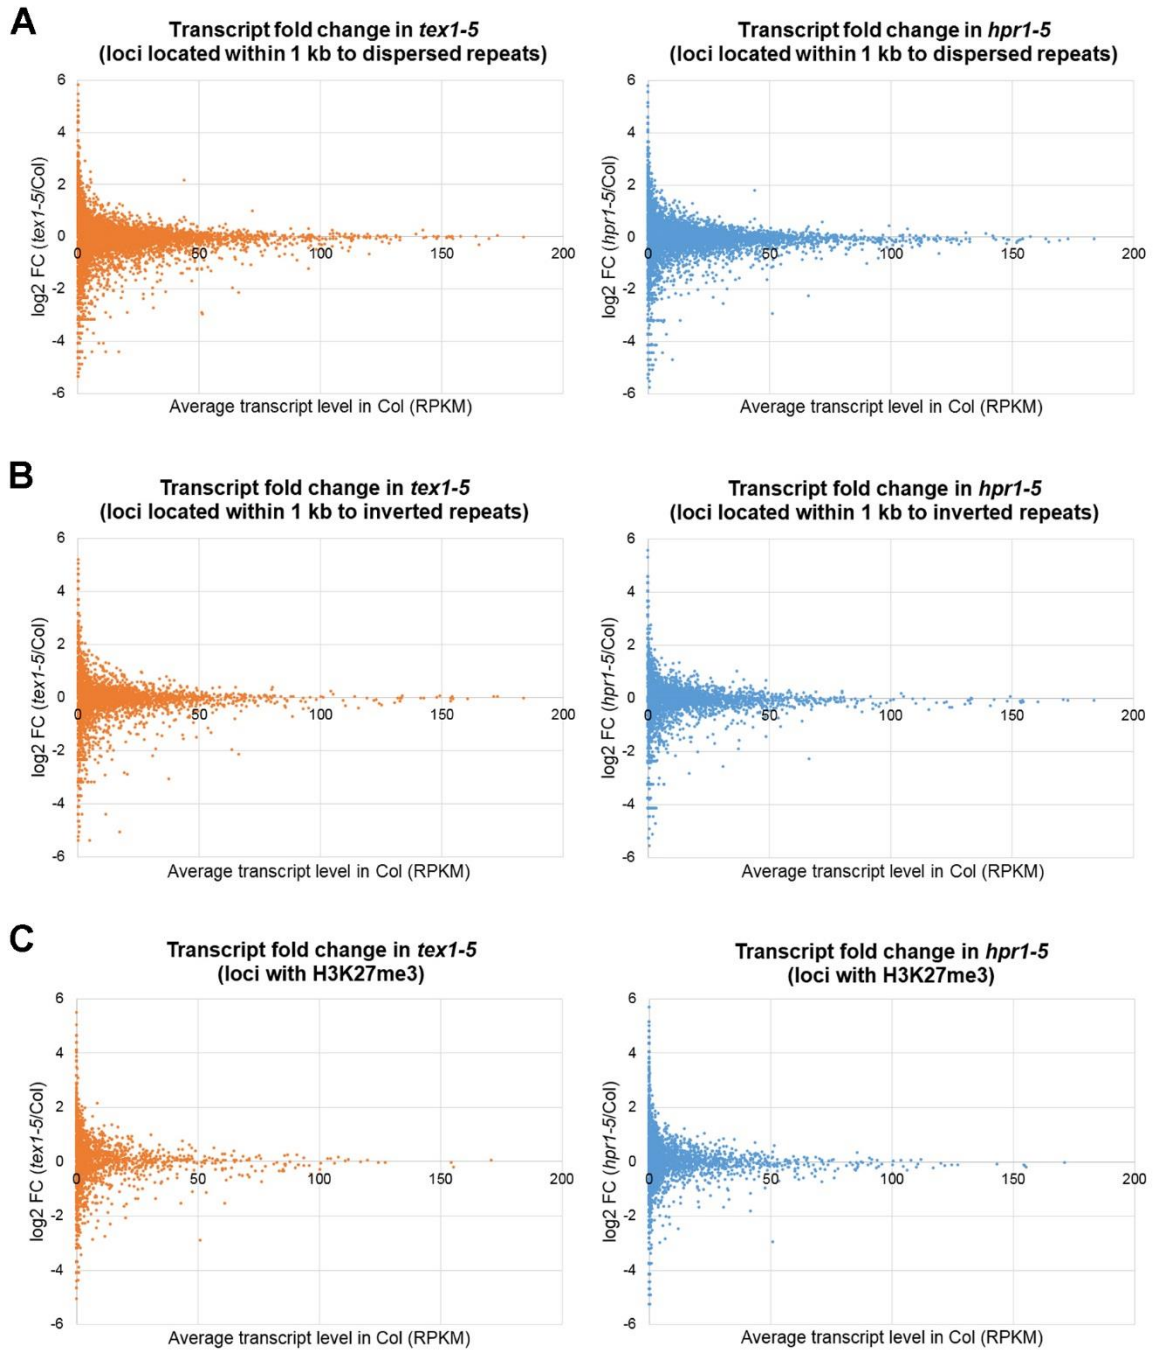 A
Transcript fold change in tex1-5
(loci located within 1 kb to dispersed repeats)
6
4
2
0
-2
-4
-6
0
50
100
150
200
log2 FC (tex1-5/Col)
Average transcript level in Col (RPKM)
Transcript fold change in hpr1-5
(loci located within 1 kb to dispersed repeats)
6
4
2
0
-2
-4
-6
0
50
100
150
200
log2 FC (hpr1-5/Col)
Average transcript level in Col (RPKM)
B
Transcript fold change in tex1-5
(loci located within 1 kb to inverted repeats)
6
4
2
0
-2
-4
-6
0
50
100
150
200
log2 FC (tex1-5/Col)
Average transcript level in Col (RPKM)
Transcript fold change in hpr1-5
(loci located within 1 kb to inverted repeats)
6
4
2
0
-2
-4
-6
0
50
100
150
200
log2 FC (hpr1-5/Col)
Average transcript level in Col (RPKM)
C
Transcript fold change in tex1-5
(loci with H3K27me3)
6
4
2
0
-2
-4
-6
0
50
100
150
200
log2 FC (tex1-5/Col)
Average transcript level in Col (RPKM)
Transcript fold change in hpr1-5
(loci with H3K27me3)
6
4
2
0
-2
-4
-6
0
50
100
150
200
log2 FC (hpr1-5/Col)
Average transcript level in Col (RPKM)